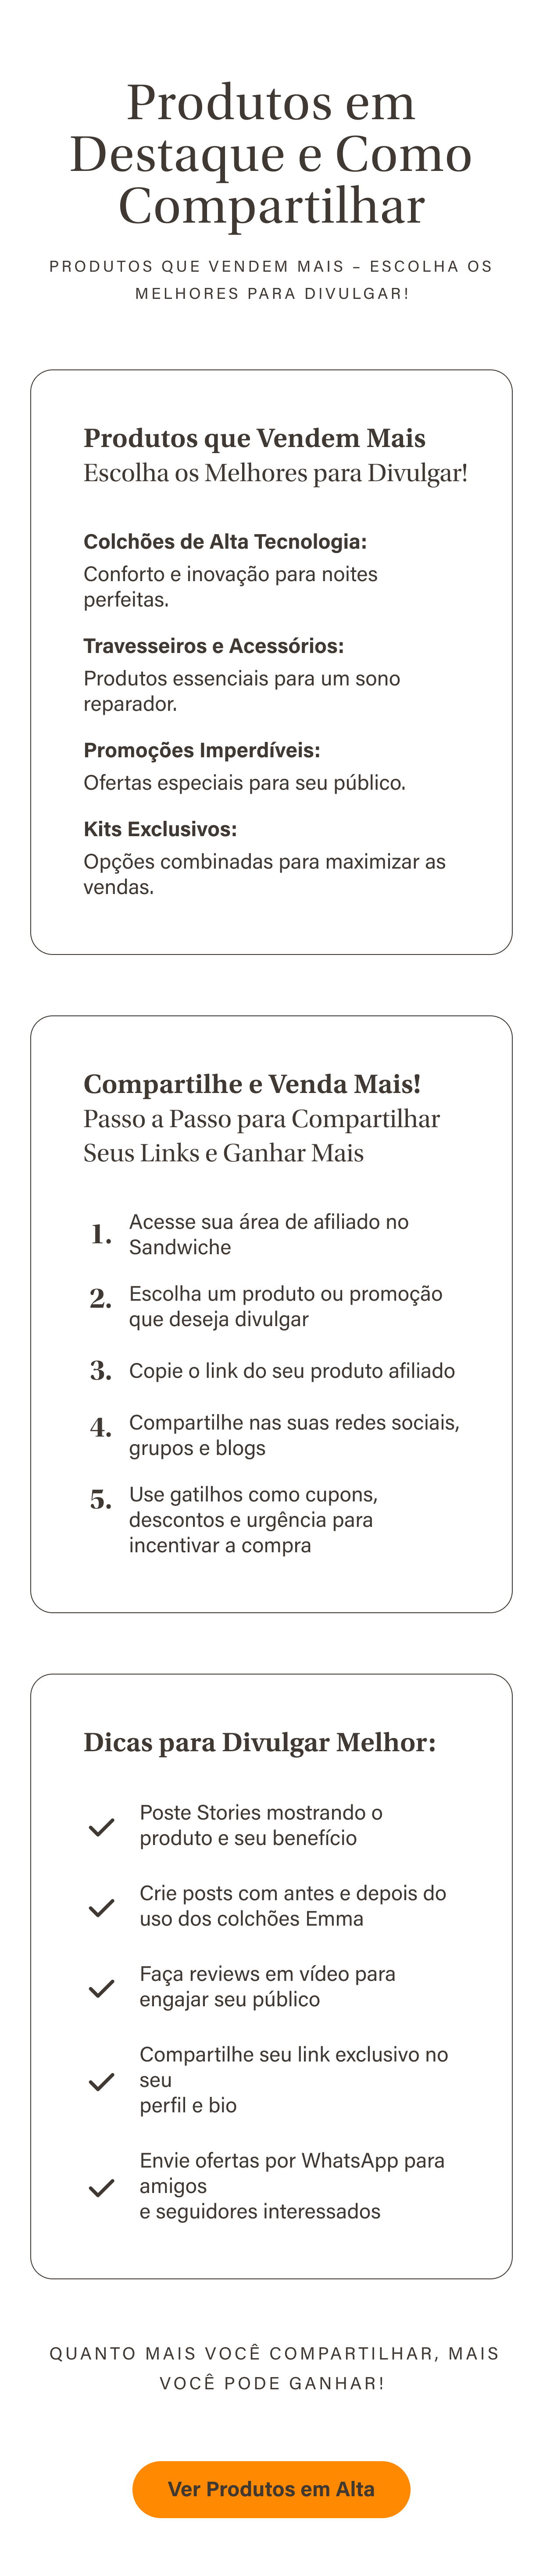 Produtos em
Destaque e Como
Compartilhar
PRODUTOS QUE VENDEM MAIS – ESCOLHA OS
MELHORES PARA DIVULGAR!
Produtos que Vendem Mais
Escolha os Melhores para Divulgar!
Colchões de Alta Tecnologia:
Conforto e inovação para noites
perfeitas.
Travesseiros e Acessórios:
Produtos essenciais para um sono
reparador.
Promoções Imperdíveis:
Ofertas especiais para seu público.
Kits Exclusivos:
Opções combinadas para maximizar as
vendas.
Compartilhe e Venda Mais!
Passo a Passo para Compartilhar
Seus Links e Ganhar Mais
1. Acesse sua área de afiliado no
Sandwiche
2. Escolha um produto ou promoção
que deseja divulgar
3. Copie o link do seu produto afiliado
4. Compartilhe nas suas redes sociais,
grupos e blogs
5. Use gatilhos como cupons,
descontos e urgência para
incentivar a compra
Dicas para Divulgar Melhor:
Poste Stories mostrando o
produto e seu benefício
Crie posts com antes e depois do
uso dos colchões Emma
Faça reviews em vídeo para
engajar seu público
Compartilhe seu link exclusivo no
seu
perfil e bio
Envie ofertas por WhatsApp para
amigos
e seguidores interessados
QUANTO MAIS VOCÊ COMPARTILHAR, MAIS
VOCÊ PODE GANHAR!
Ver Produtos em Alta